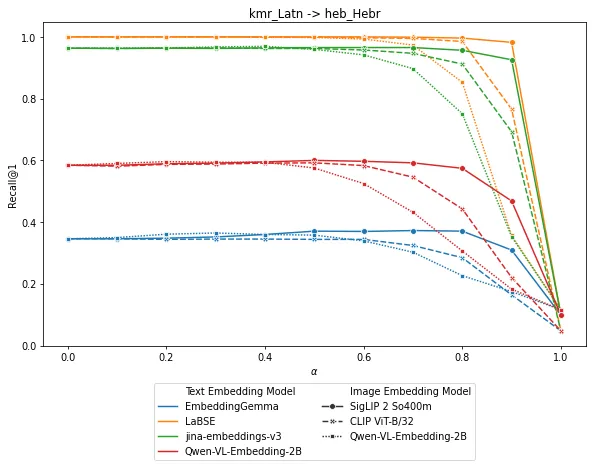 kmr_Latn -> heb_Hebr
Recall@1
1.0
0.8
0.6
0.4
0.2
0.0
0.0 0.2 0.4 0.6 0.8 1.0
α
Text Embedding Model Image Embedding Model
EmbeddingGemma SigLIP 2 So400m
LaBSE CLIP ViT-B/32
jina-embeddings-v3 Qwen-VL-Embedding-2B
Qwen-VL-Embedding-2B